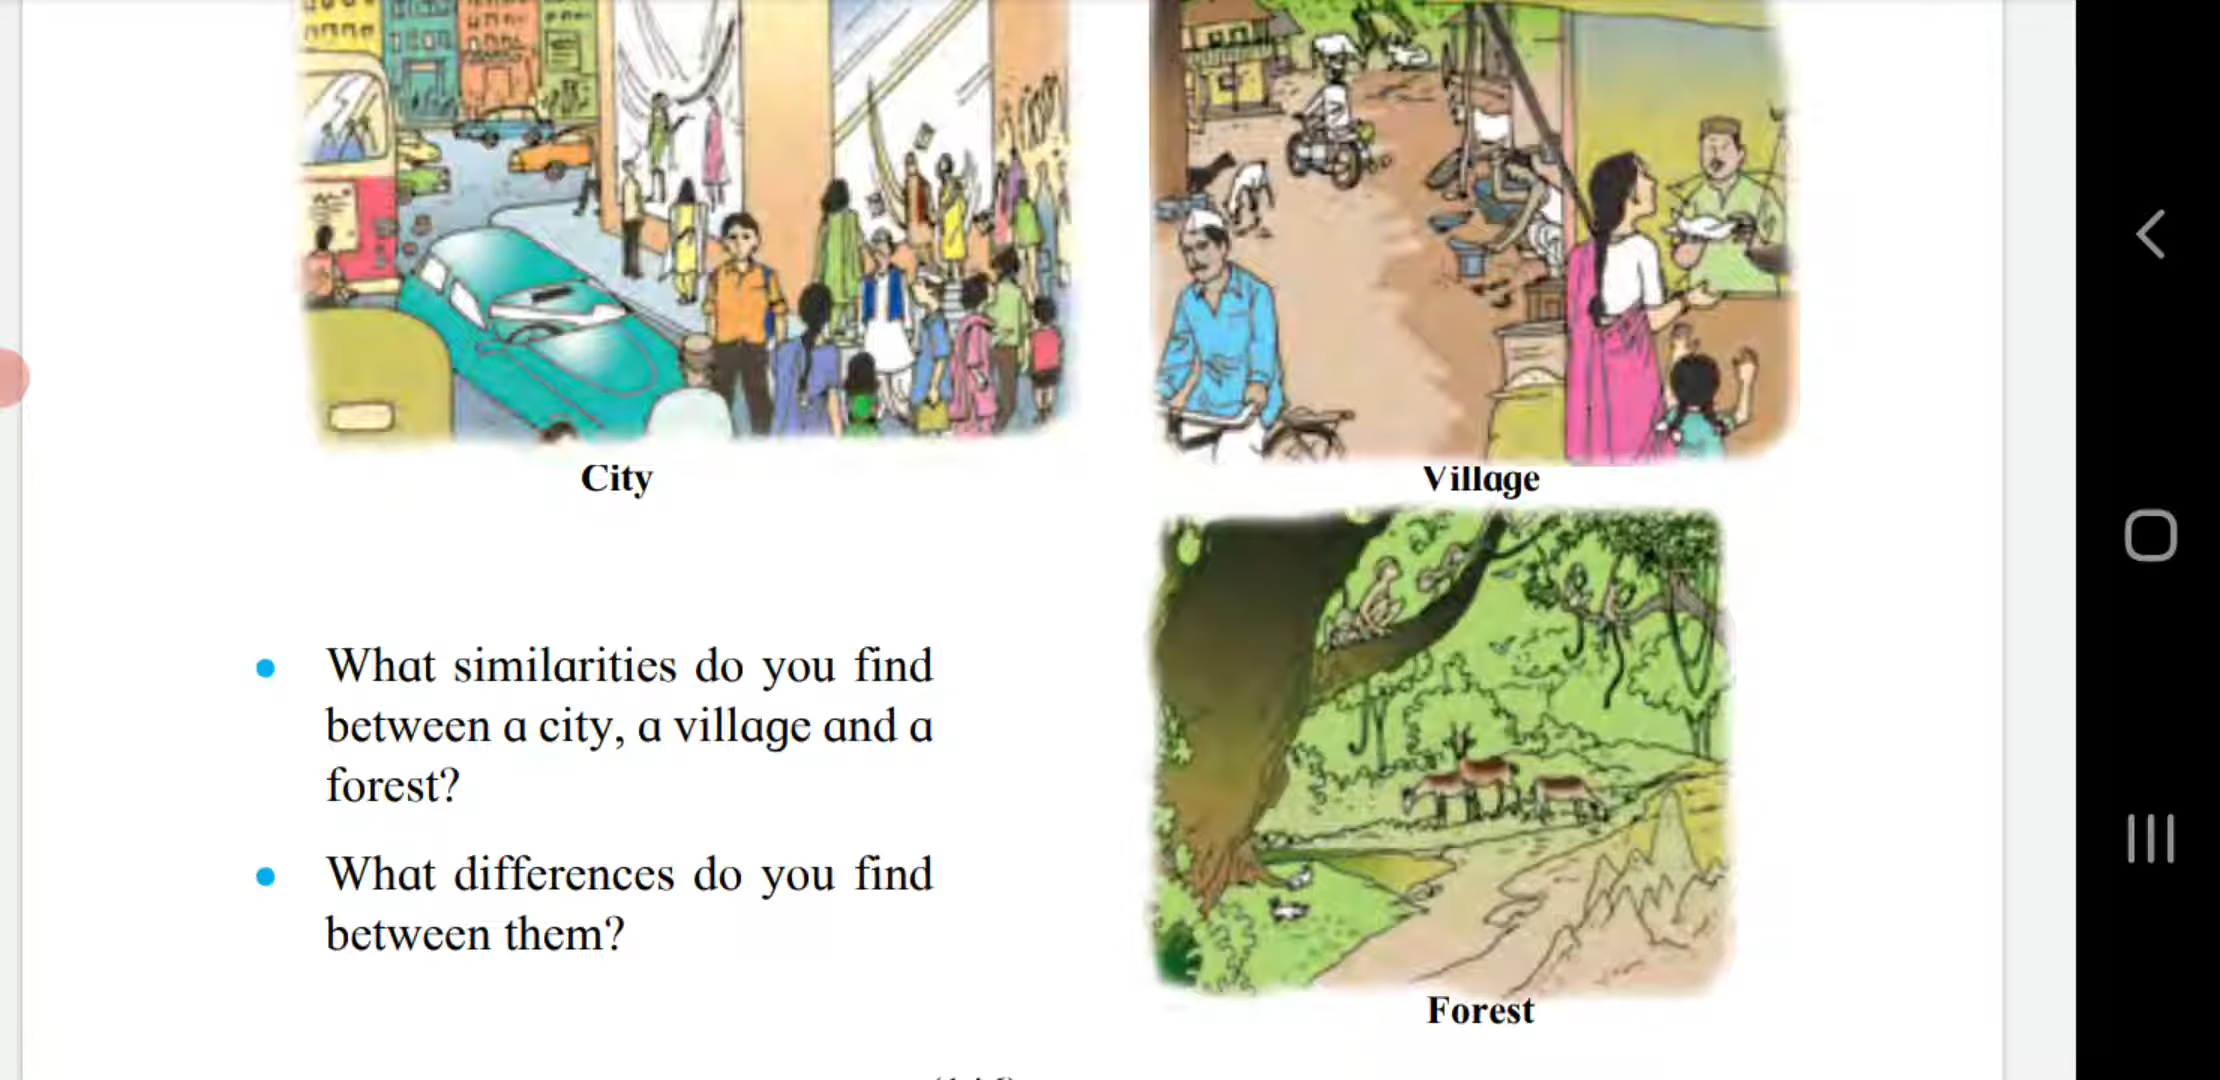 City
Village
What similarities do you find
between a city, a village and a
forest?
What differences do you find
between them?
Forest